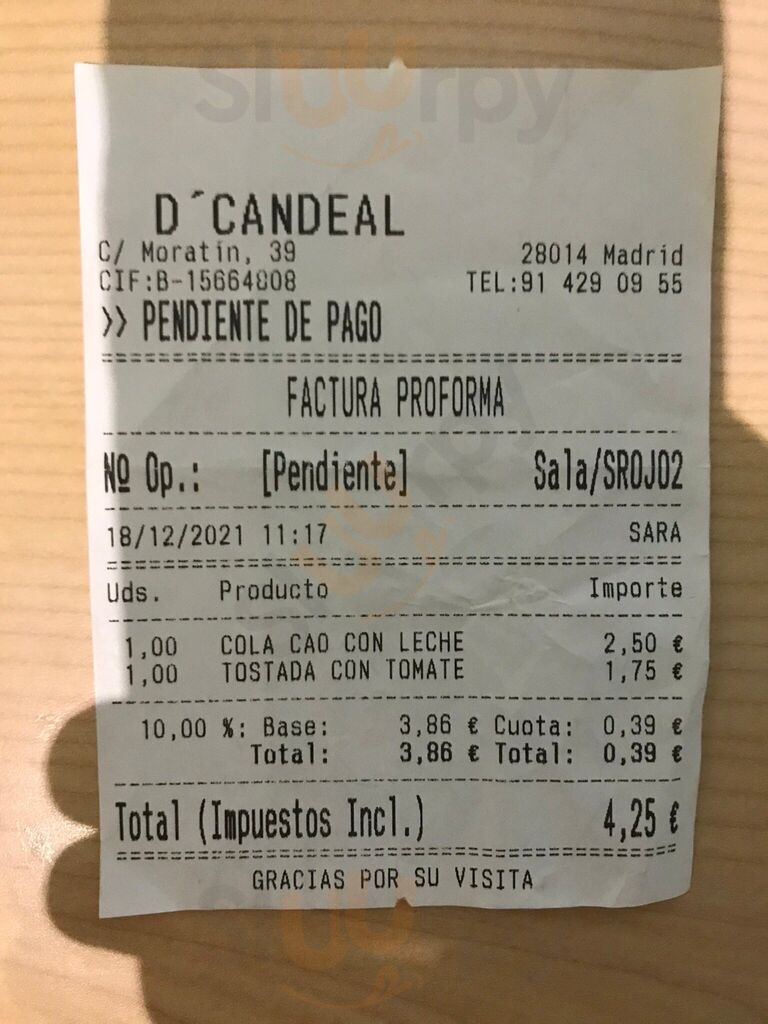 Sluurpy
D´CANDEAL
C/ Moratin, 39 28014 Madrid
CIF:B-15664808 TEL:91 429 09 55
>> PENDIENTE DE PAGO
FACTURA PROFORMA
Nº Op.: [Pendiente] Sala/SROJO2
18/12/2021 11:17 SARA
Uds. Producto Importe
1,00 COLA CAO CON LECHE 2,50 €
1,00 TOSTADA CON TOMATE 1,75 €
10,00 %: Base: 3,86 € Cuota: 0,39 €
Total: 3,86 € Total: 0,39 €
Total (Impuestos Incl.) 4,25 €
GRACIAS POR SU VISITA